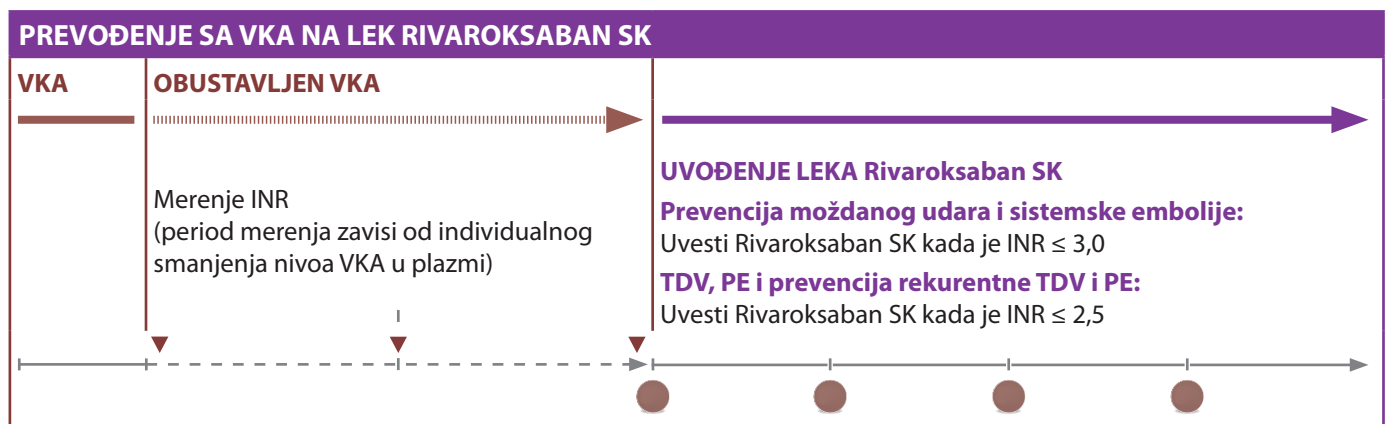 PREVOĐENJE SA VKA NA LEK RIVAROKSABAN SK
VKA
OBUSTAVLJEN VKA
Merenje INR
(period merenja zavisi od individualnog
smanjenja nivoa VKA u plazmi)
UVOĐENJE LEKA Rivaroksaban SK
Prevencija moždanog udara i sistemske embolije:
Uvesti Rivaroksaban SK kada je INR ≤ 3,0
TDV, PE i prevencija rekurentne TDV i PE:
Uvesti Rivaroksaban SK kada je INR ≤ 2,5